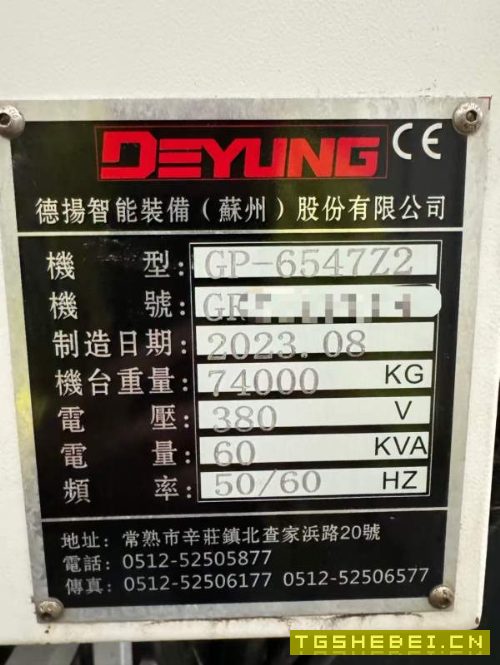 DEYUNG CE
德揚智能裝備（蘇州）股份有限公司
機 型: GP-6547Z2
機 號:
制造日期: 2023.08
機台重量: 74000 KG
電 壓: 380 V
電 量: 60 KVA
頻 率: 50/60 HZ
地址: 常熟市辛莊鎮北查家浜路20號
電話: 0512-52505877
傳真: 0512-52506177 0512-52506577
TGSHEBEI.CN